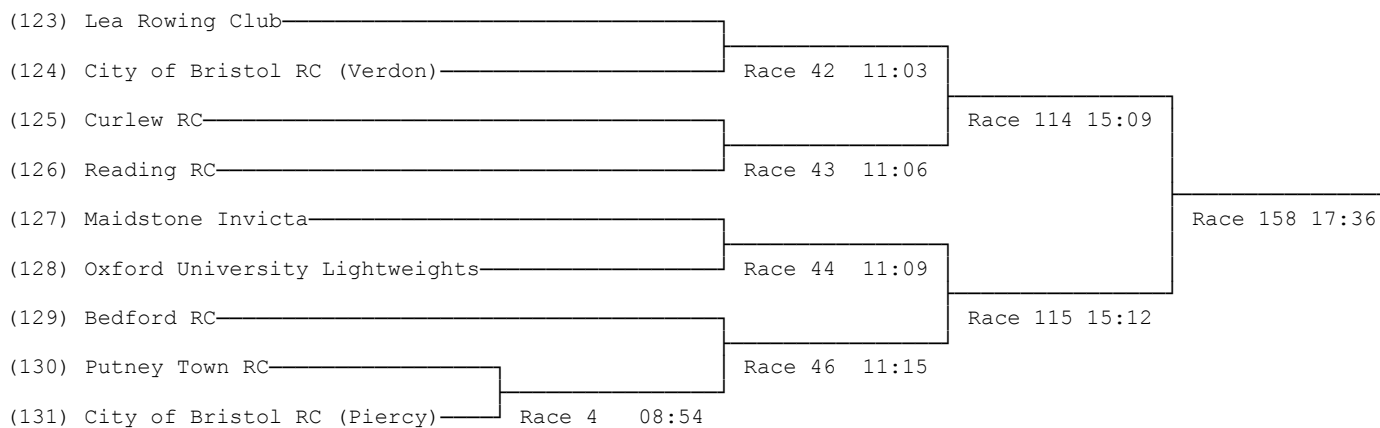 (123) Lea Rowing Club
(124) City of Bristol RC (Verdon) Race 42 11:03
(125) Curlew RC Race 114 15:09
(126) Reading RC Race 43 11:06
(127) Maidstone Invicta Race 158 17:36
(128) Oxford University Lightweights Race 44 11:09
(129) Bedford RC Race 115 15:12
(130) Putney Town RC Race 46 11:15
(131) City of Bristol RC (Piercy) Race 4 08:54